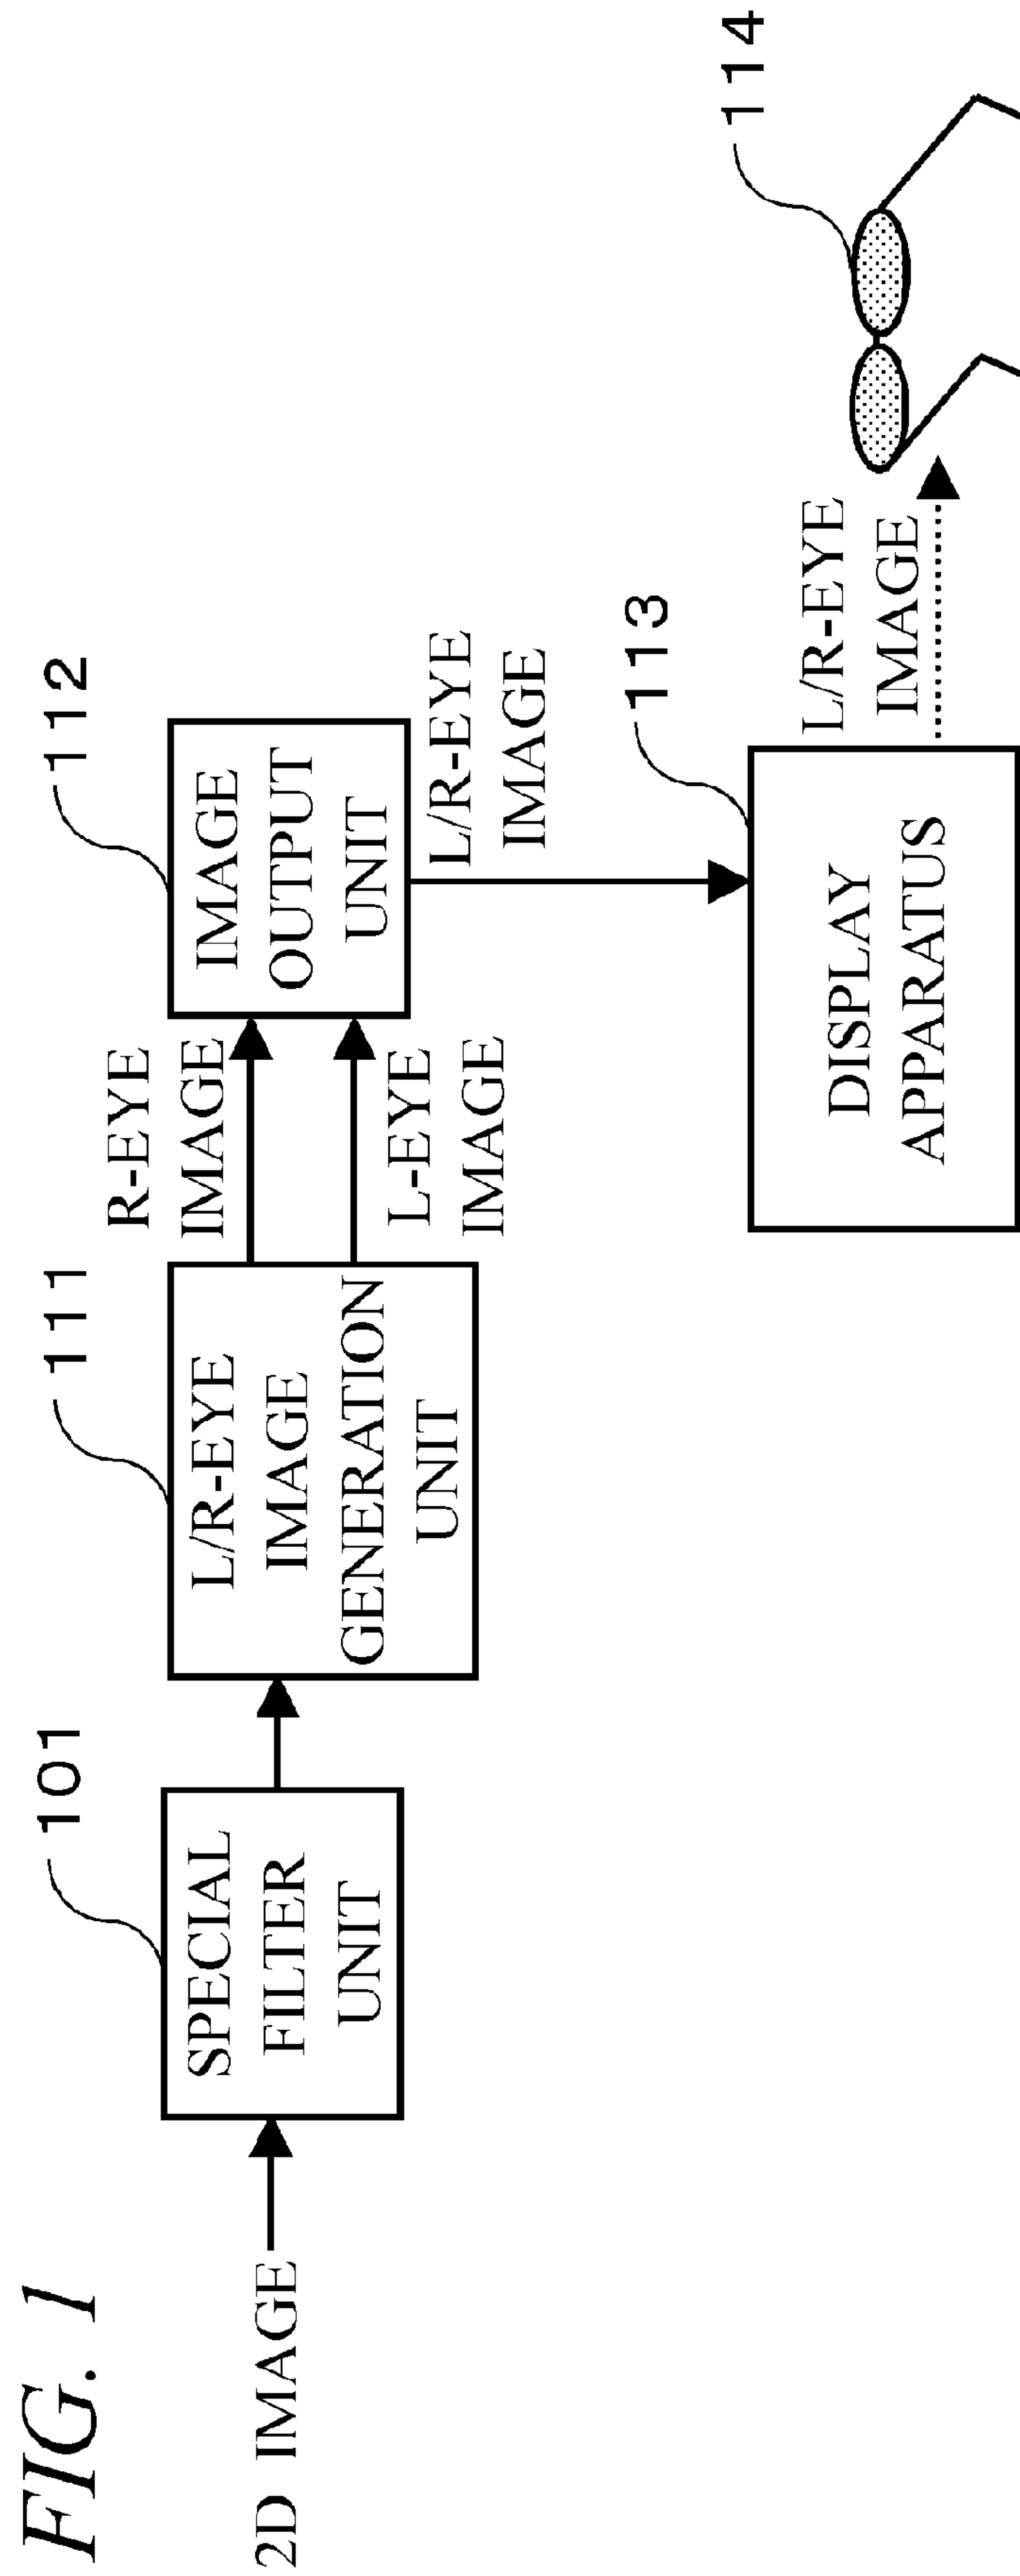 FIG. 1
2D IMAGE
101
SPECIAL
FILTER
UNIT
111
L/R-EYE
IMAGE
GENERATION
UNIT
R-EYE
IMAGE
L-EYE
IMAGE
112
IMAGE
OUTPUT
UNIT
L/R-EYE
IMAGE
113
DISPLAY
APPARATUS
L/R-EYE
IMAGE
114